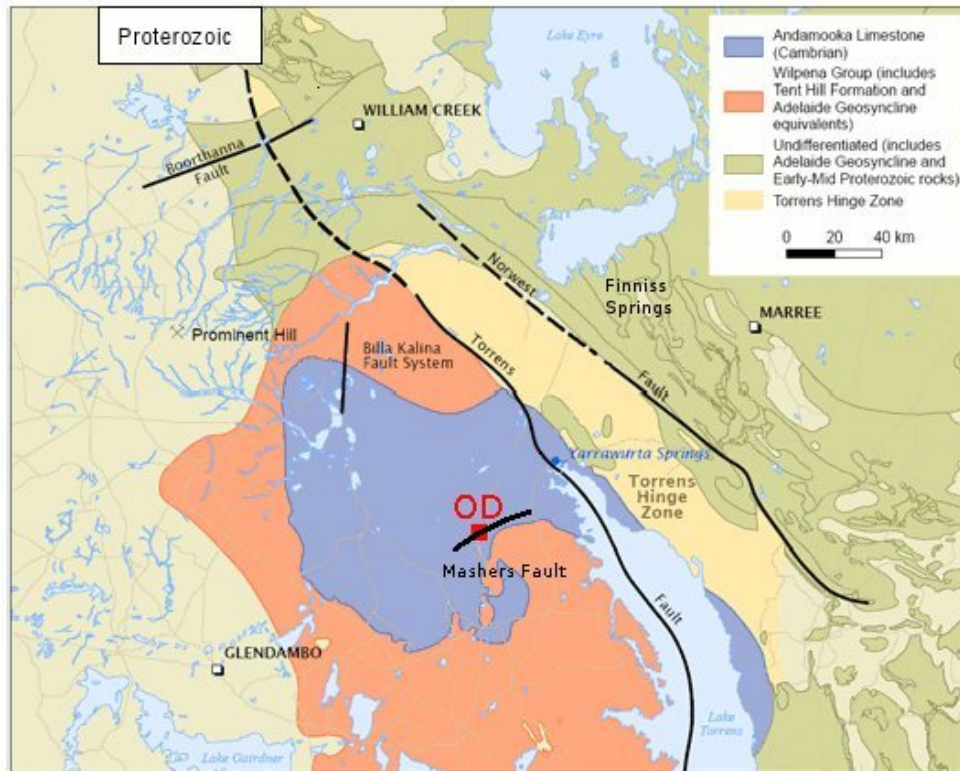 Proterozoic
Lake Eyre
WILLIAM CREEK
Boorthanna
Fault
Andamooka Limestone
(Cambrian)
Wilpena Group (includes
Tent Hill Formation and
Adelaide Geosyncline
equivalents)
Undifferentiated (includes
Adelaide Geosyncline and
Early-Mid Proterozoic rocks)
Torrens Hinge Zone
0 20 40 km
Norwest
Fault
Finniss
Springs
MARREE
Prominent Hill
Billa Kalina
Fault System
Torrens
Fault
Yarrawurta Springs
Torrens
Hinge
Zone
OD
Mashers Fault
GLENDAMBO
Lake
Torrens
Lake Gairdner